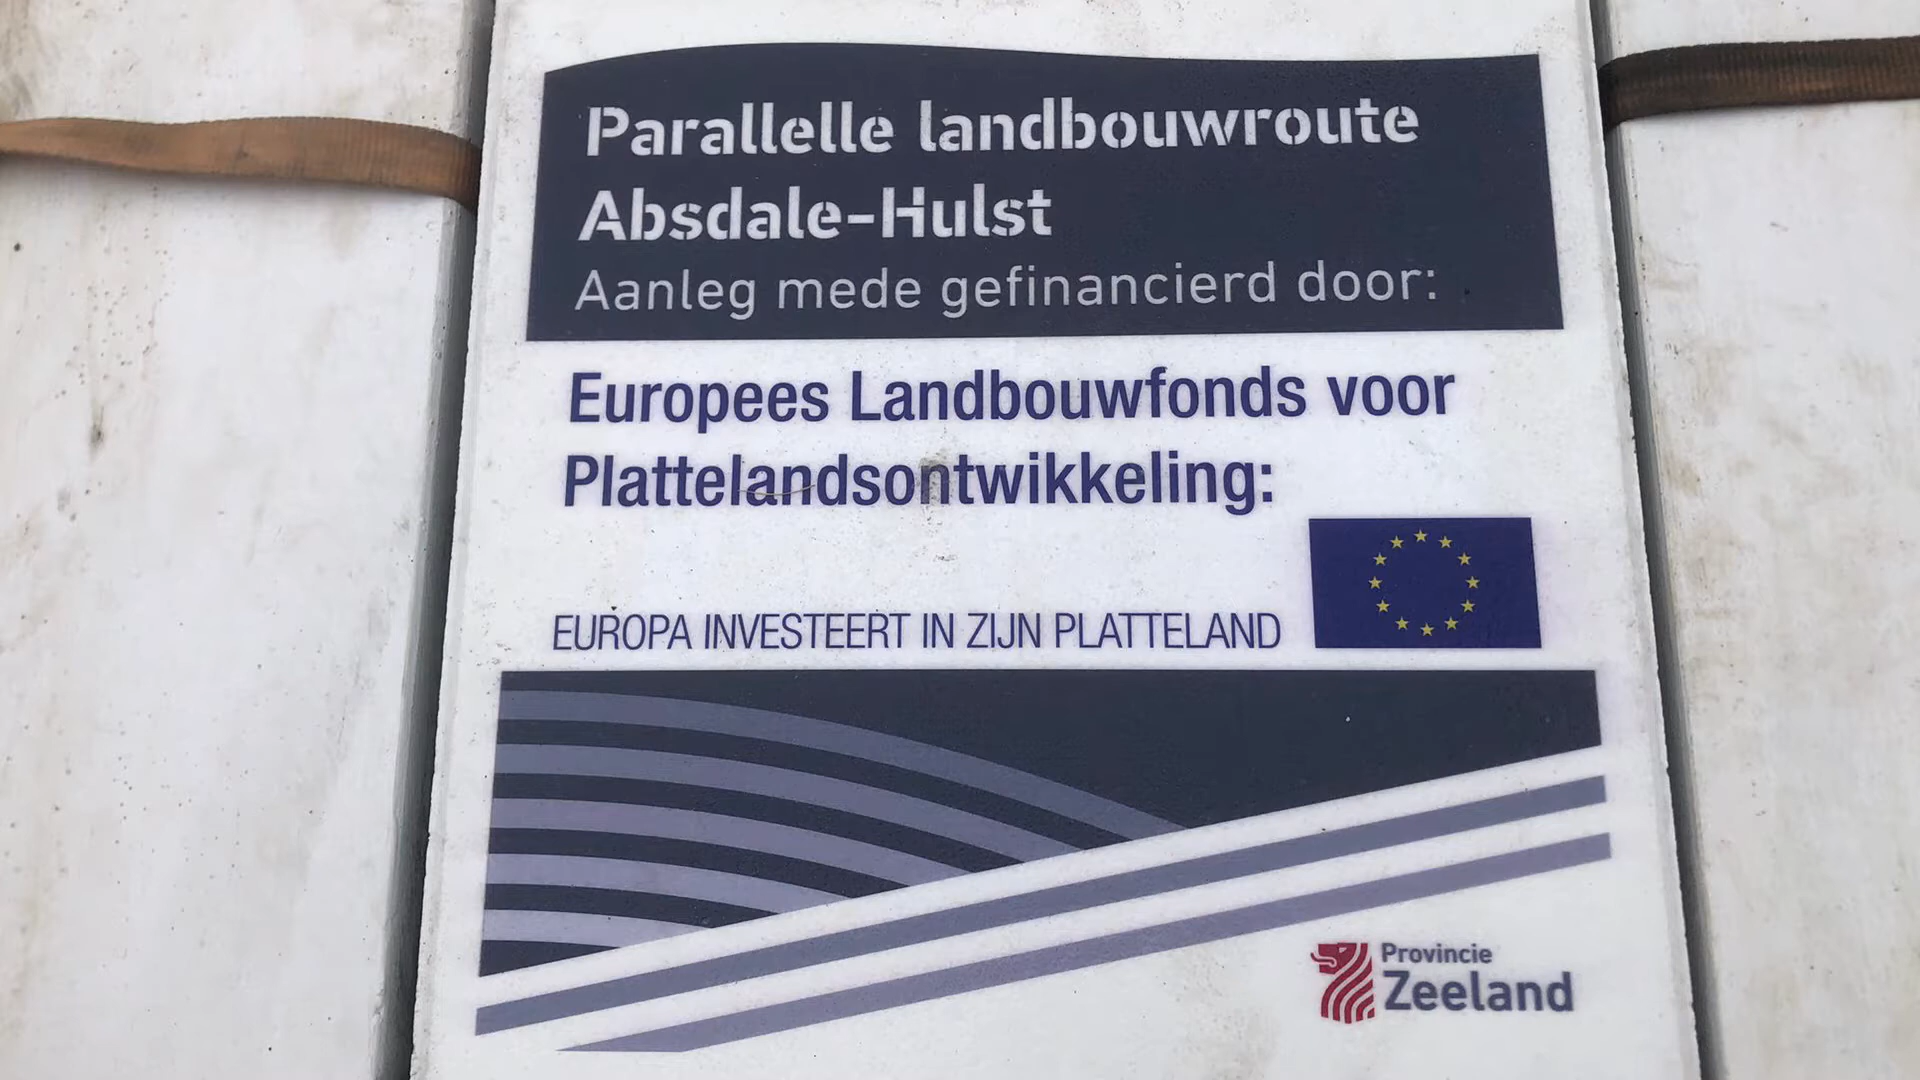 Parallelle landbouwroute
Absdale-Hulst
Aanleg mede gefinancierd door:
Europees Landbouwfonds voor
Plattelandsontwikkeling:
EUROPA INVESTEERT IN ZIJN PLATTELAND
Provincie
Zeeland